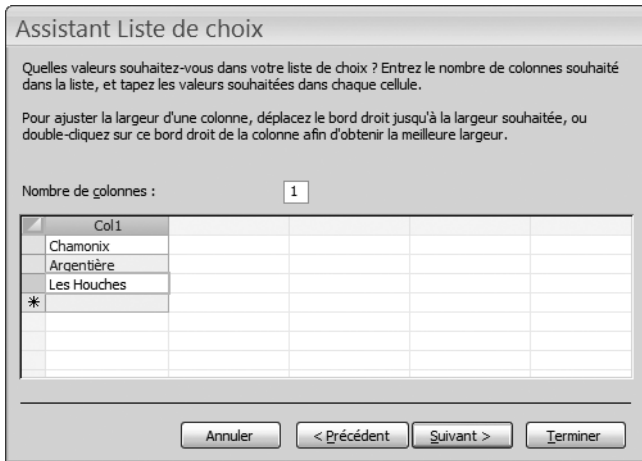 Assistant Liste de choix
Quelles valeurs souhaitez-vous dans votre liste de choix ? Entrez le nombre de colonnes souhaité
dans la liste, et tapez les valeurs souhaitées dans chaque cellule.
Pour ajuster la largeur d'une colonne, déplacez le bord droit jusqu'à la largeur souhaitée, ou
double-cliquez sur ce bord droit de la colonne afin d'obtenir la meilleure largeur.
Nombre de colonnes : 1
Col1
Chamonix
Argentière
Les Houches
Annuler < Précédent Suivant > Terminer